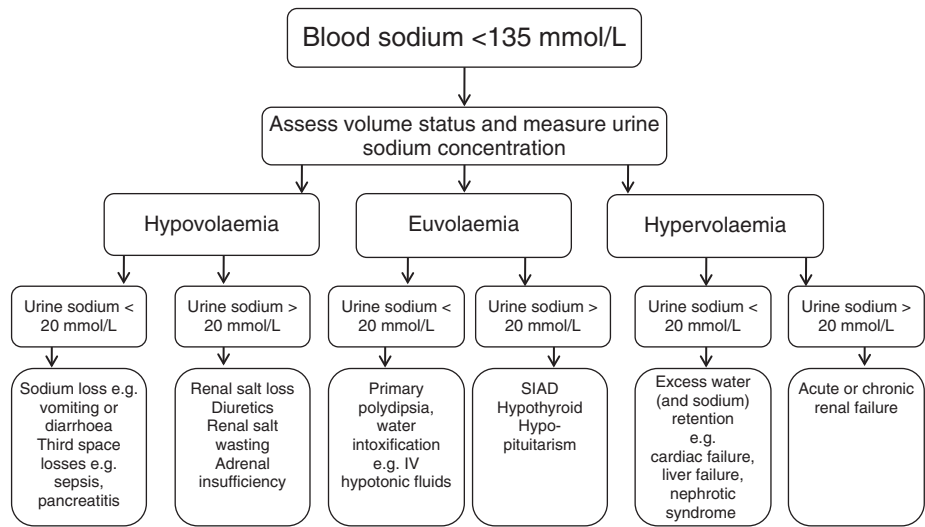 Blood sodium <135 mmol/L
Assess volume status and measure urine
sodium concentration
Hypovolaemia
Euvolaemia
Hypervolaemia
Urine sodium <
20 mmol/L
Urine sodium >
20 mmol/L
Urine sodium <
20 mmol/L
Urine sodium >
20 mmol/L
Urine sodium <
20 mmol/L
Urine sodium >
20 mmol/L
Sodium loss e.g.
vomiting or
diarrhoea
Third space
losses e.g.
sepsis,
pancreatitis
Renal salt loss
Diuretics
Renal salt
wasting
Adrenal
insufficiency
Primary
polydipsia,
water
intoxification
e.g. IV
hypotonic fluids
SIAD
Hypothyroid
Hypo-
pituitarism
Excess water
(and sodium)
retention
e.g.
cardiac failure,
liver failure,
nephrotic
syndrome
Acute or chronic
renal failure